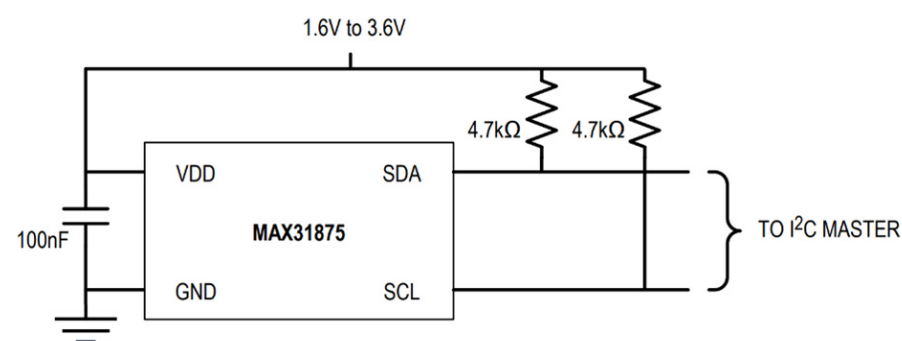 1.6V to 3.6V
4.7kΩ 4.7kΩ
VDD SDA
MAX31875
TO I²C MASTER
100nF
GND SCL